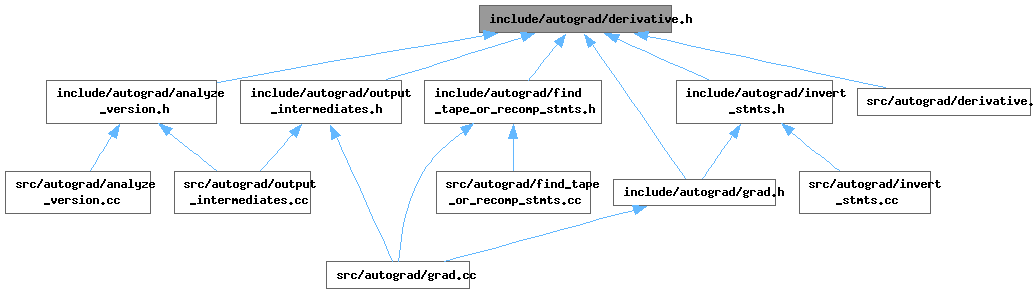 include/autograd/derivative.h
include/autograd/analyze
_version.h
include/autograd/output
_intermediates.h
include/autograd/find
_tape_or_recomp_stmts.h
include/autograd/invert
_stmts.h
src/autograd/derivative.
src/autograd/analyze
_version.cc
src/autograd/output
_intermediates.cc
src/autograd/find_tape
_or_recomp_stmts.cc
include/autograd/grad.h
src/autograd/invert
_stmts.cc
src/autograd/grad.cc